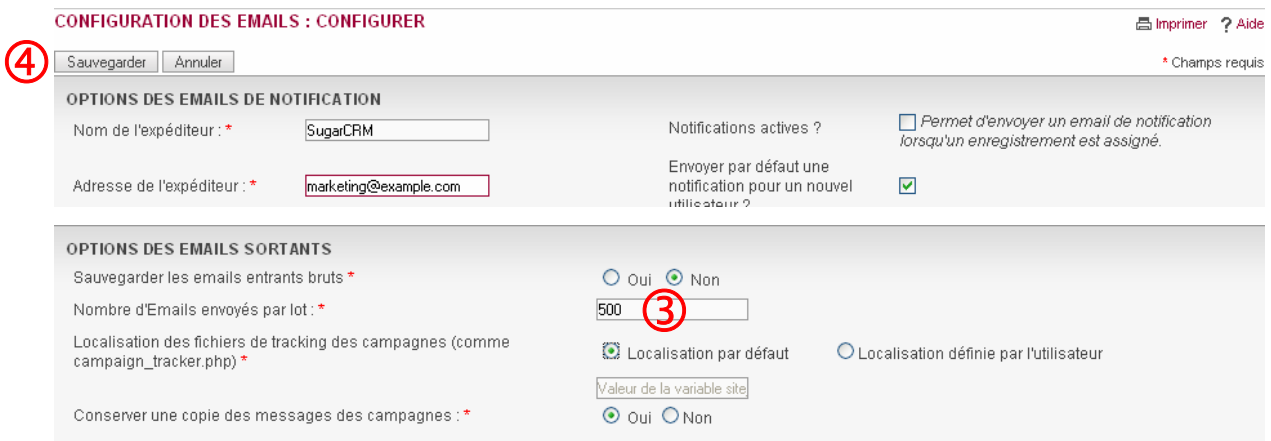 CONFIGURATION DES EMAILS : CONFIGURER
Imprimer ? Aide
④ Sauvegarder Annuler
* Champs requis
OPTIONS DES EMAILS DE NOTIFICATION
Nom de l'expéditeur : * SugarCRM
Notifications actives ? Permet d'envoyer un email de notification
lorsqu'un enregistrement est assigné.
Adresse de l'expéditeur : * marketing@example.com
Envoyer par défaut une
notification pour un nouvel
utilisateur ?
OPTIONS DES EMAILS SORTANTS
Sauvegarder les emails entrants bruts * Oui Non
Nombre d'Emails envoyés par lot : * 500 ③
Localisation des fichiers de tracking des campagnes (comme
campaign_tracker.php) * Localisation par défaut Localisation définie par l'utilisateur
Valeur de la variable site
Conserver une copie des messages des campagnes : * Oui Non